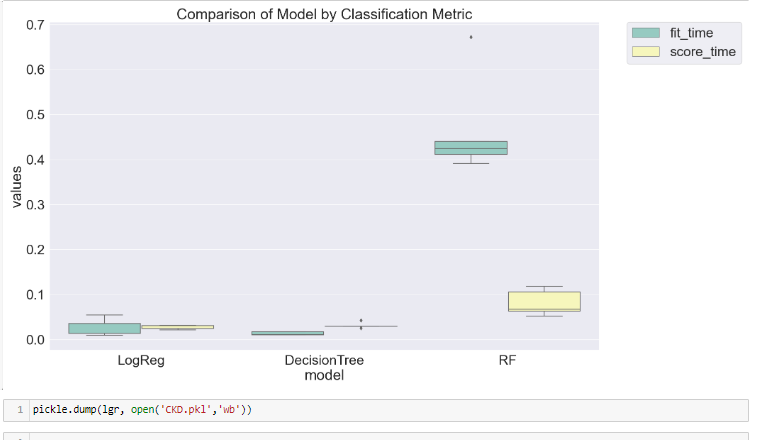 Comparison of Model by Classification Metric
0.7
0.6
0.5
0.4
0.3
0.2
0.1
0.0
values
LogReg DecisionTree RF
model
fit_time
score_time
1 pickle.dump(lgr, open('CKD.pkl','wb'))